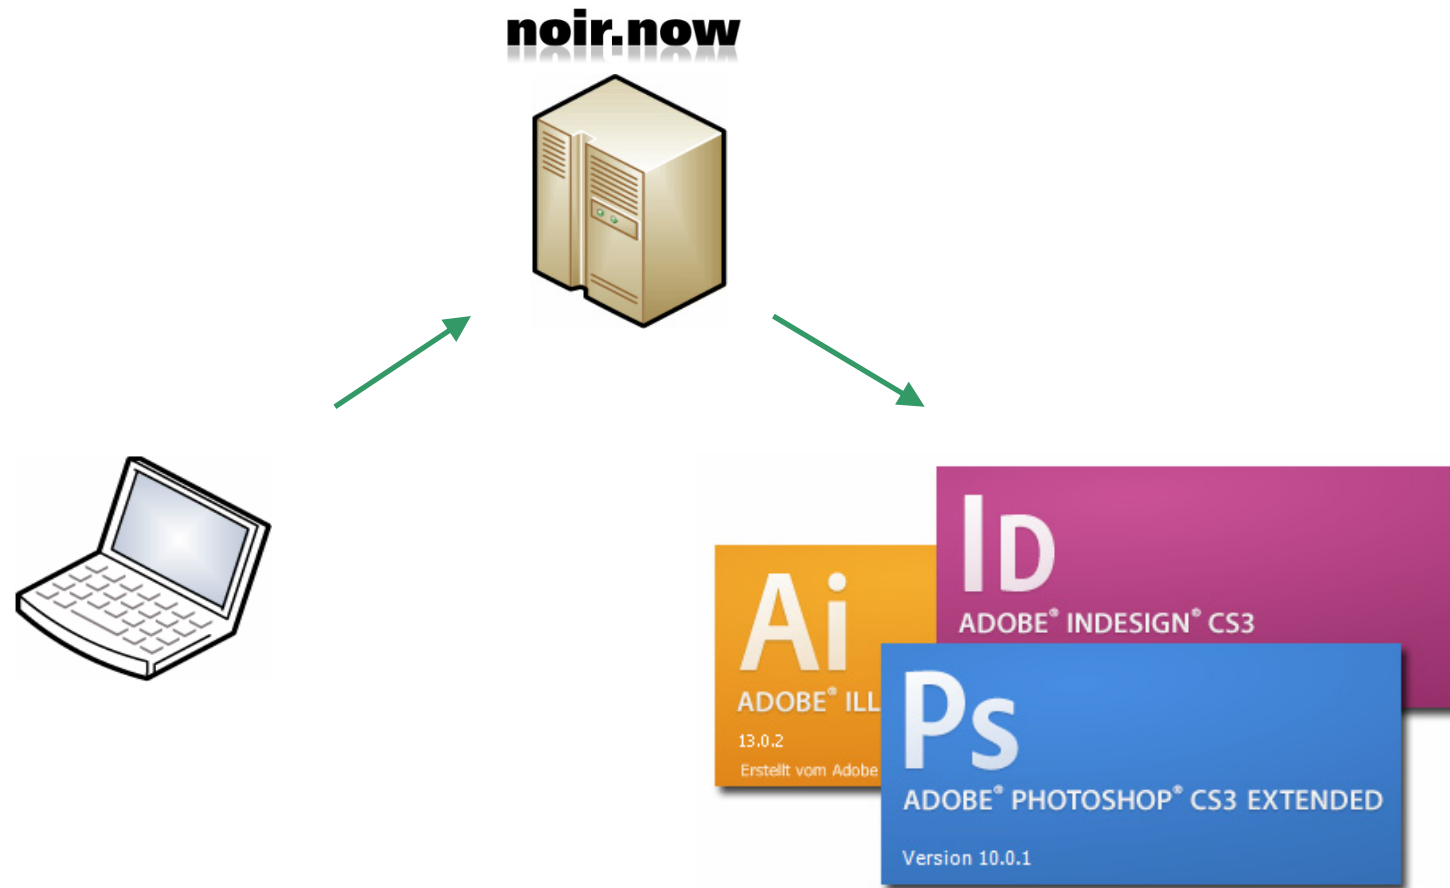 noir.now
ID
ADOBE® INDESIGN® CS3
Ai
ADOBE® ILL
13.0.2
Erstellt vom Adobe
Ps
ADOBE® PHOTOSHOP® CS3 EXTENDED
Version 10.0.1